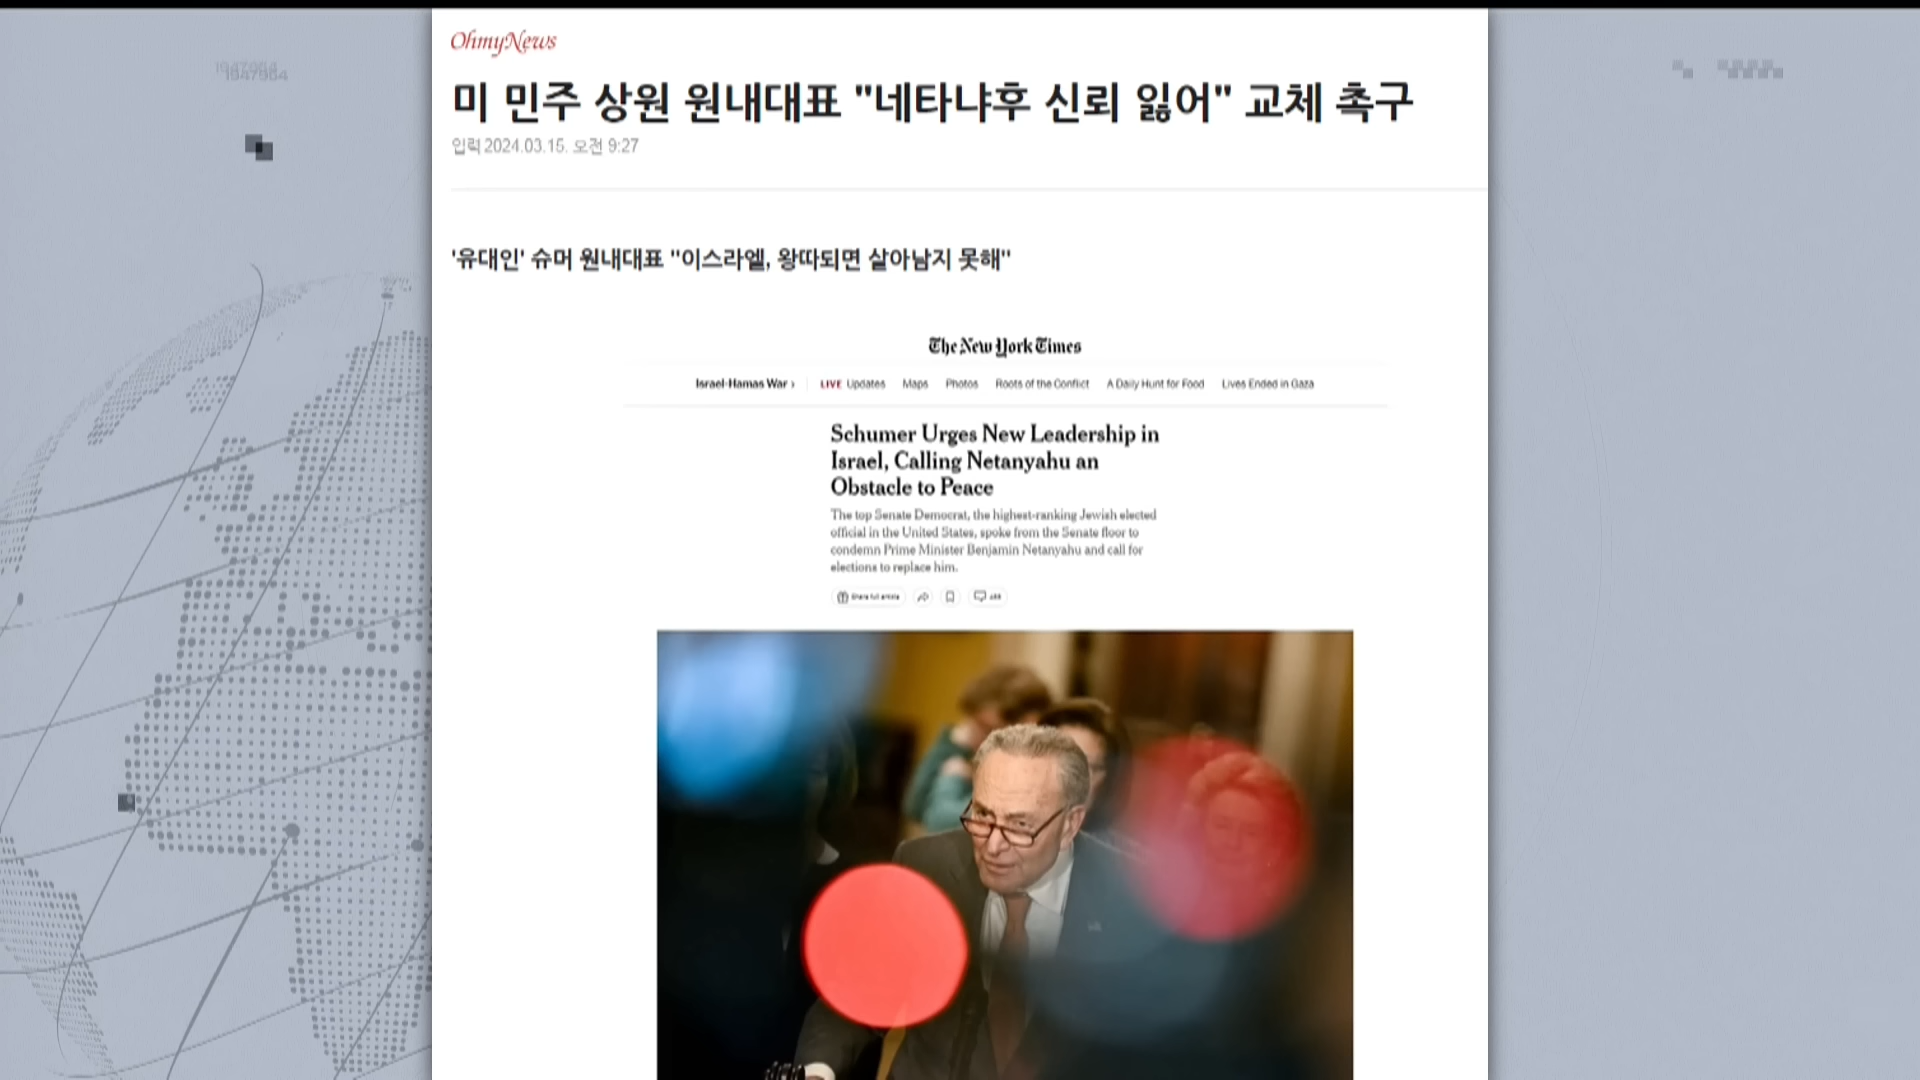 OhmyNews
미 민주 상원 원내대표 "네타냐후 신뢰 잃어" 교체 촉구
입력 2024.03.15. 오전 9:27
'유대인' 슈머 원내대표 "이스라엘, 왕따되면 살아남지 못해"
The New York Times
Israel-Hamas War › LIVE Updates Maps Photos Roots of the Conflict A Daily Hunt for Food Lives Ended in Gaza
Schumer Urges New Leadership in
Israel, Calling Netanyahu an
Obstacle to Peace
The top Senate Democrat, the highest-ranking Jewish elected
official in the United States, spoke from the Senate floor to
condemn Prime Minister Benjamin Netanyahu and call for
elections to replace him.
Share full article